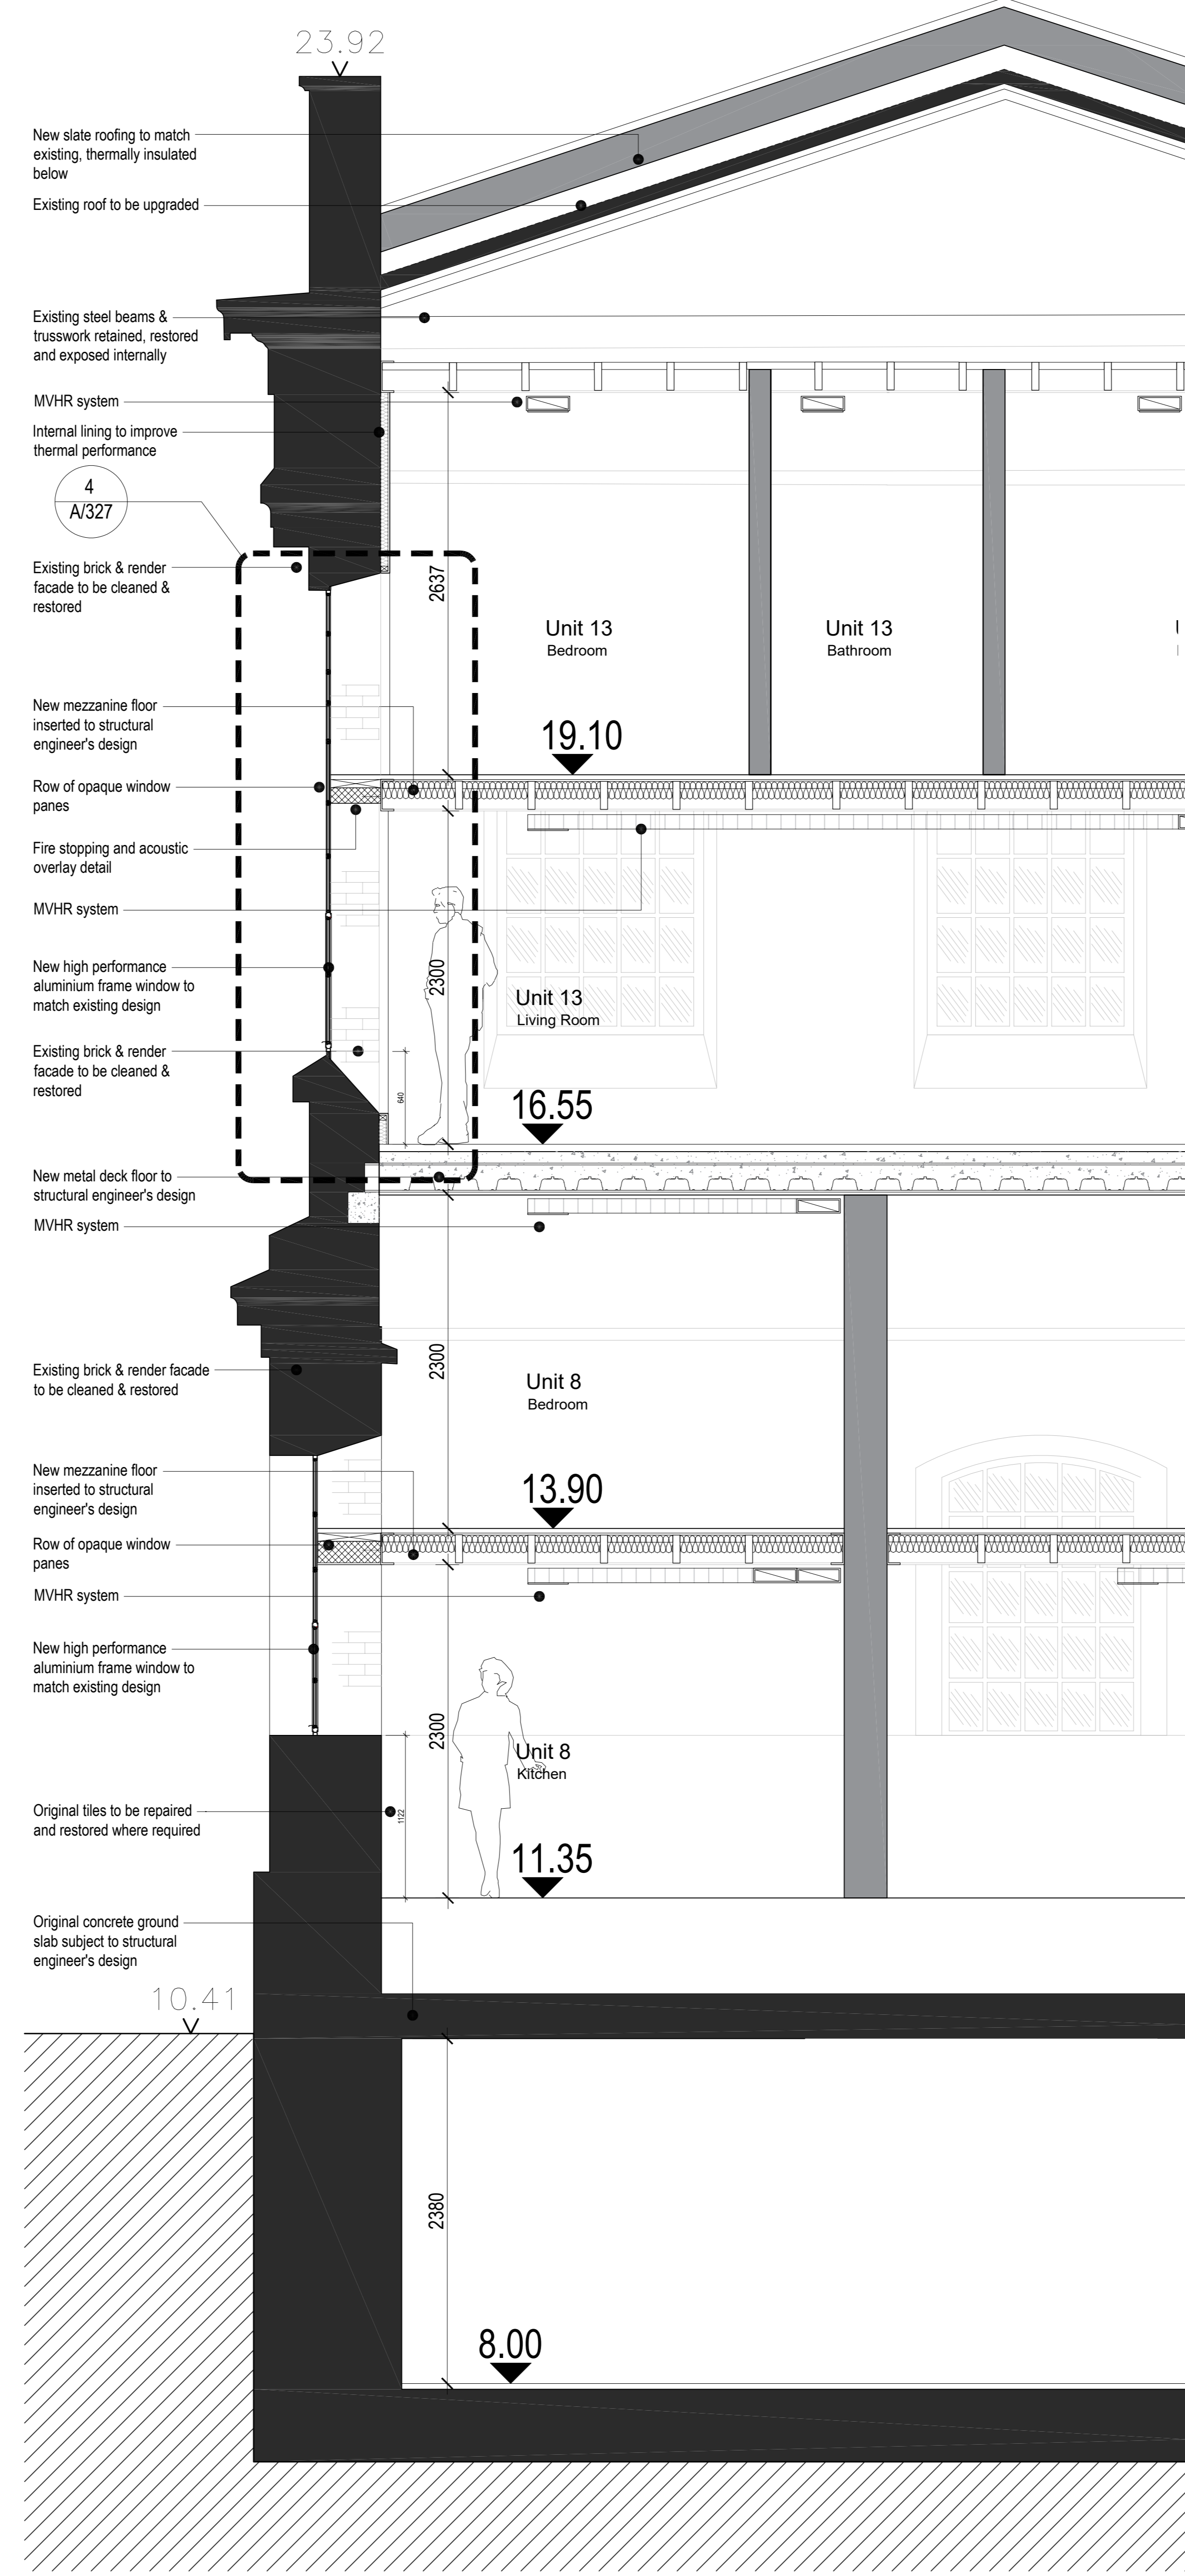 23.92
New slate roofing to match
existing, thermally insulated
below
Existing roof to be upgraded
Existing steel beams &
trusswork retained, restored
and exposed internally
MVHR system
Internal lining to improve
thermal performance
4
A/327
Existing brick & render
facade to be cleaned &
restored
2637
Unit 13
Bedroom
Unit 13
Bathroom
New mezzanine floor
inserted to structural
engineer's design
19.10
Row of opaque window
panes
Fire stopping and acoustic
overlay detail
MVHR system
New high performance
aluminium frame window to
match existing design
2300
Unit 13
Living Room
Existing brick & render
facade to be cleaned &
restored
640
16.55
New metal deck floor to
structural engineer's design
MVHR system
2300
Existing brick & render facade
to be cleaned & restored
Unit 8
Bedroom
New mezzanine floor
inserted to structural
engineer's design
13.90
Row of opaque window
panes
MVHR system
New high performance
aluminium frame window to
match existing design
2300
Unit 8
Kitchen
Original tiles to be repaired
and restored where required
1122
11.35
Original concrete ground
slab subject to structural
engineer's design
10.41
2380
8.00